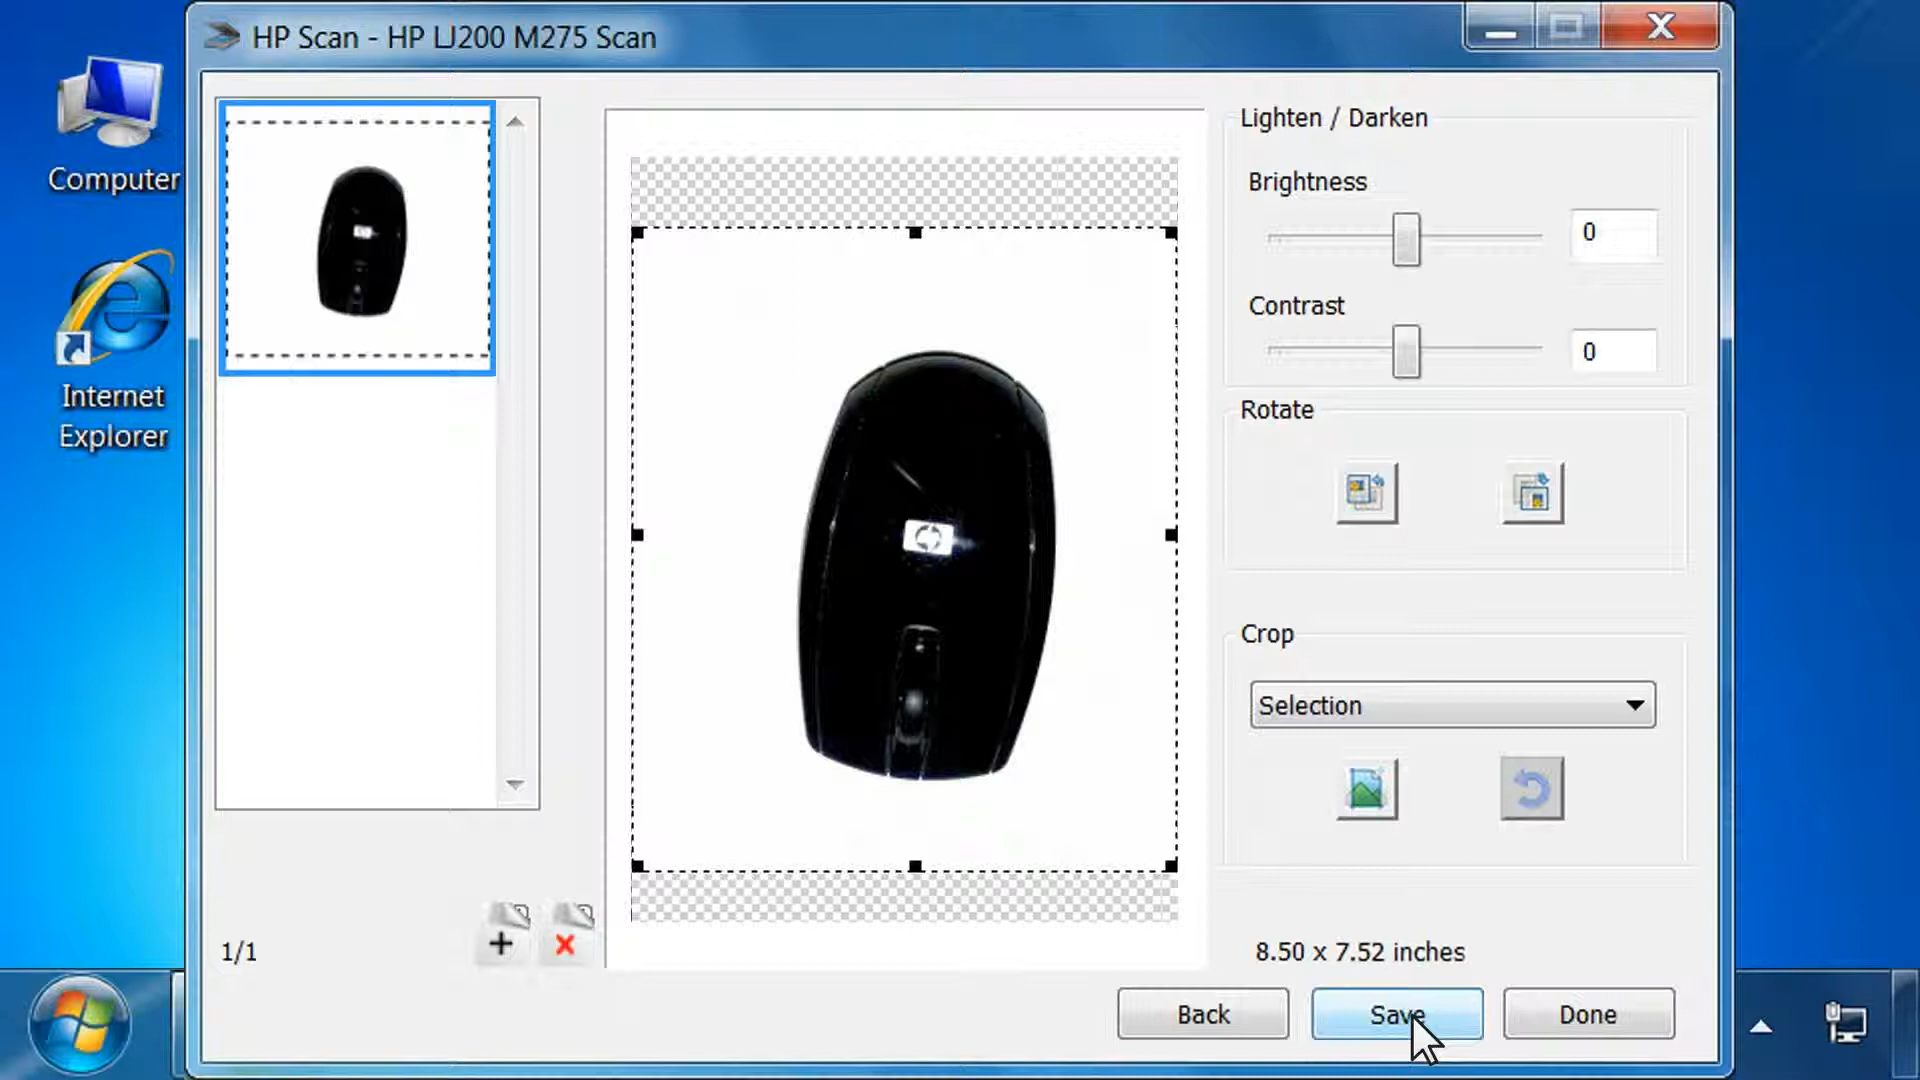 HP Scan - HP LJ200 M275 Scan
Computer
Internet
Explorer
Lighten / Darken
Brightness
0
Contrast
0
Rotate
Crop
Selection
1/1
8.50 x 7.52 inches
Back
Save
Done